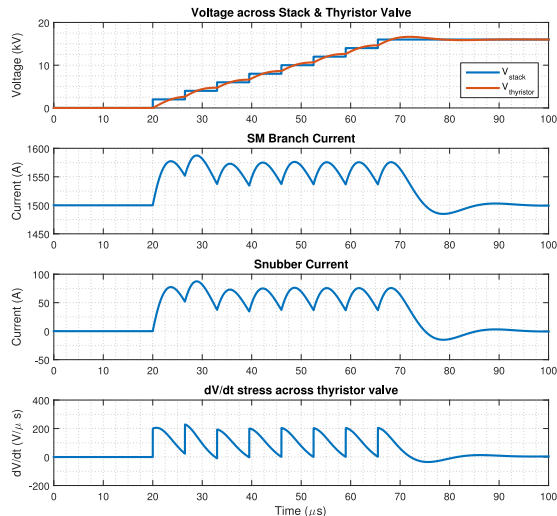 Voltage across Stack & Thyristor Valve
Voltage (kV)
20
10
0
V_stack
V_thyristor
0 10 20 30 40 50 60 70 80 90 100
SM Branch Current
Current (A)
1600
1550
1500
1450
0 10 20 30 40 50 60 70 80 90 100
Snubber Current
Current (A)
100
50
0
-50
0 10 20 30 40 50 60 70 80 90 100
dV/dt stress across thyristor valve
dV/dt (V/μ s)
400
200
0
-200
0 10 20 30 40 50 60 70 80 90 100
Time (μs)